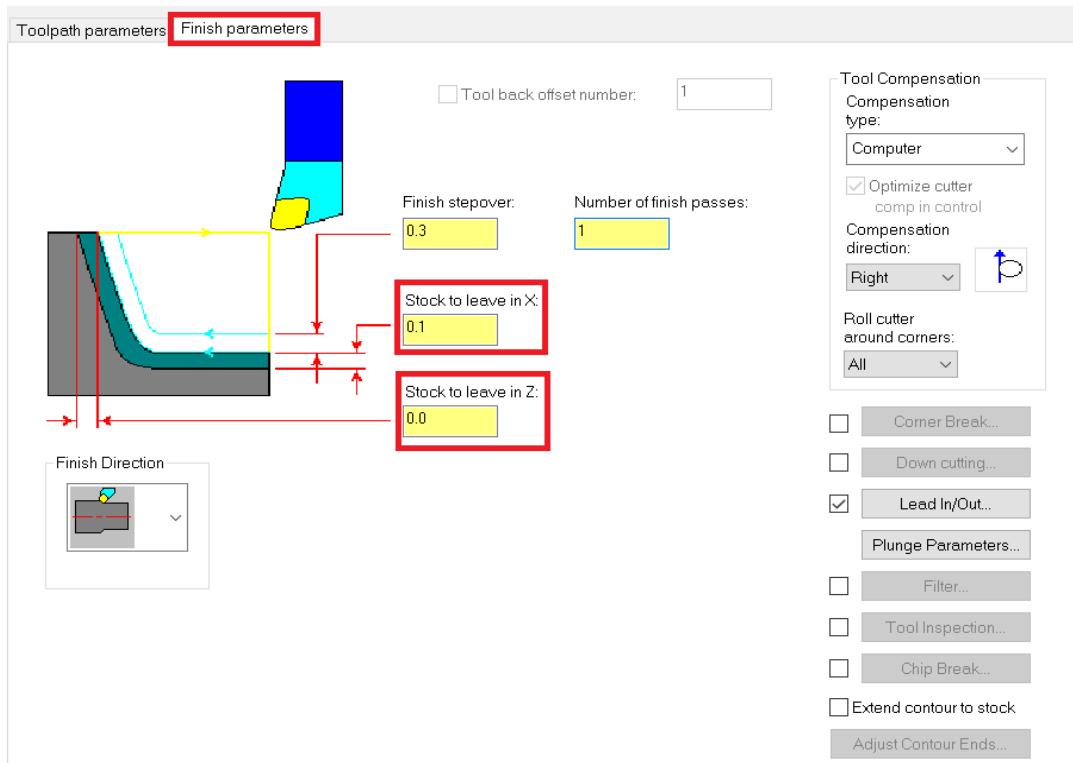 Toolpath parameters
Finish parameters
Tool back offset number:
1
Finish stepover:
0.3
Number of finish passes:
1
Stock to leave in X:
0.1
Stock to leave in Z:
0.0
Finish Direction
Tool Compensation
Compensation
type:
Computer
Optimize cutter
comp in control
Compensation
direction:
Right
Roll cutter
around corners:
All
Corner Break...
Down cutting...
Lead In/Out...
Plunge Parameters...
Filter...
Tool Inspection...
Chip Break...
Extend contour to stock
Adjust Contour Ends...